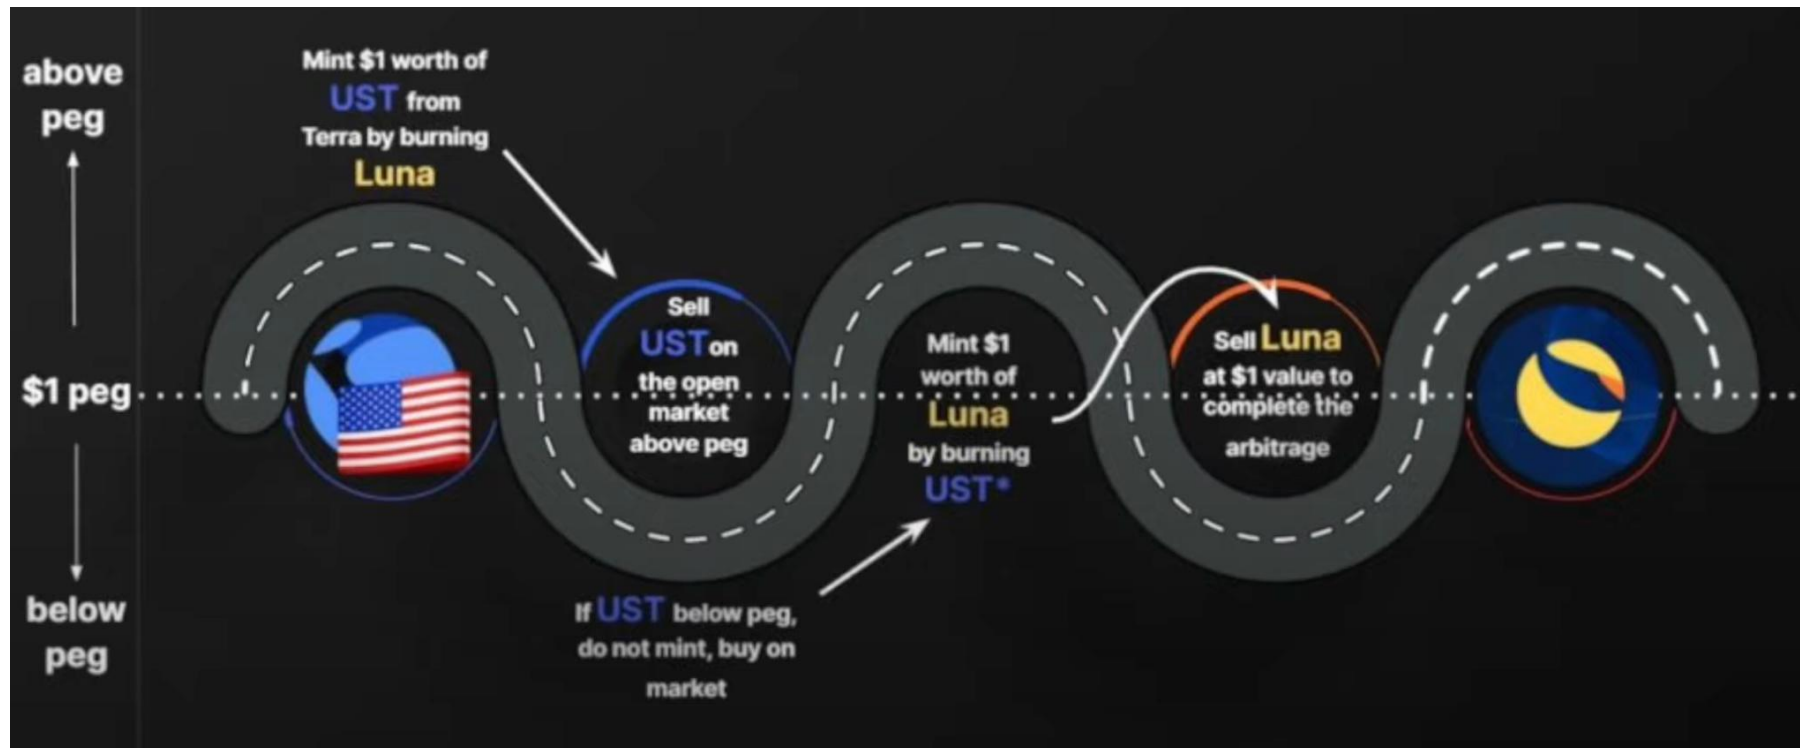 above
peg
$1 peg
below
peg
Mint $1 worth of
UST from
Terra by burning
Luna
Sell
UST on
the open
market
above peg
If UST below peg,
do not mint, buy on
market
Mint $1
worth of
Luna
by burning
UST*
Sell Luna
at $1 value to
complete the
arbitrage